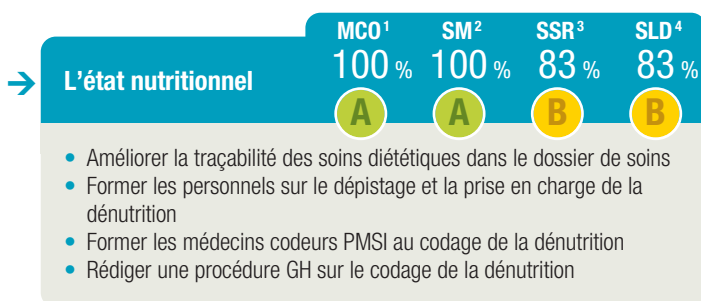 MCO¹ SM² SSR³ SLD⁴
→ L'état nutritionnel 100 % 100 % 83 % 83 %
A A B B
• Améliorer la traçabilité des soins diététiques dans le dossier de soins
• Former les personnels sur le dépistage et la prise en charge de la
dénutrition
• Former les médecins codeurs PMSI au codage de la dénutrition
• Rédiger une procédure GH sur le codage de la dénutrition